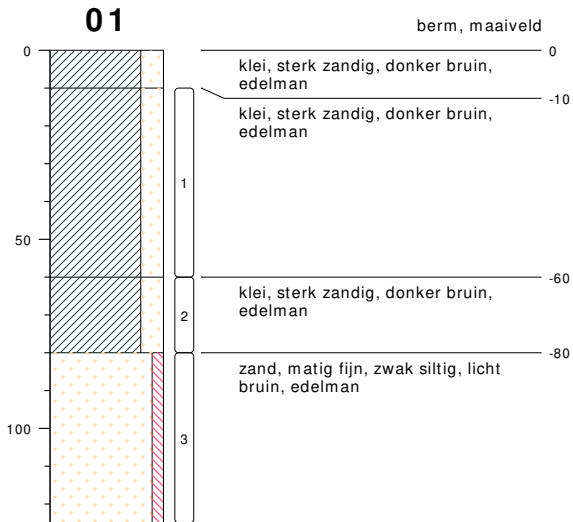 01
berm, maaiveld
0
0
klei, sterk zandig, donker bruin,
edelman
-10
klei, sterk zandig, donker bruin,
edelman
1
50
-60
klei, sterk zandig, donker bruin,
edelman
2
-80
zand, matig fijn, zwak siltig, licht
bruin, edelman
100
3